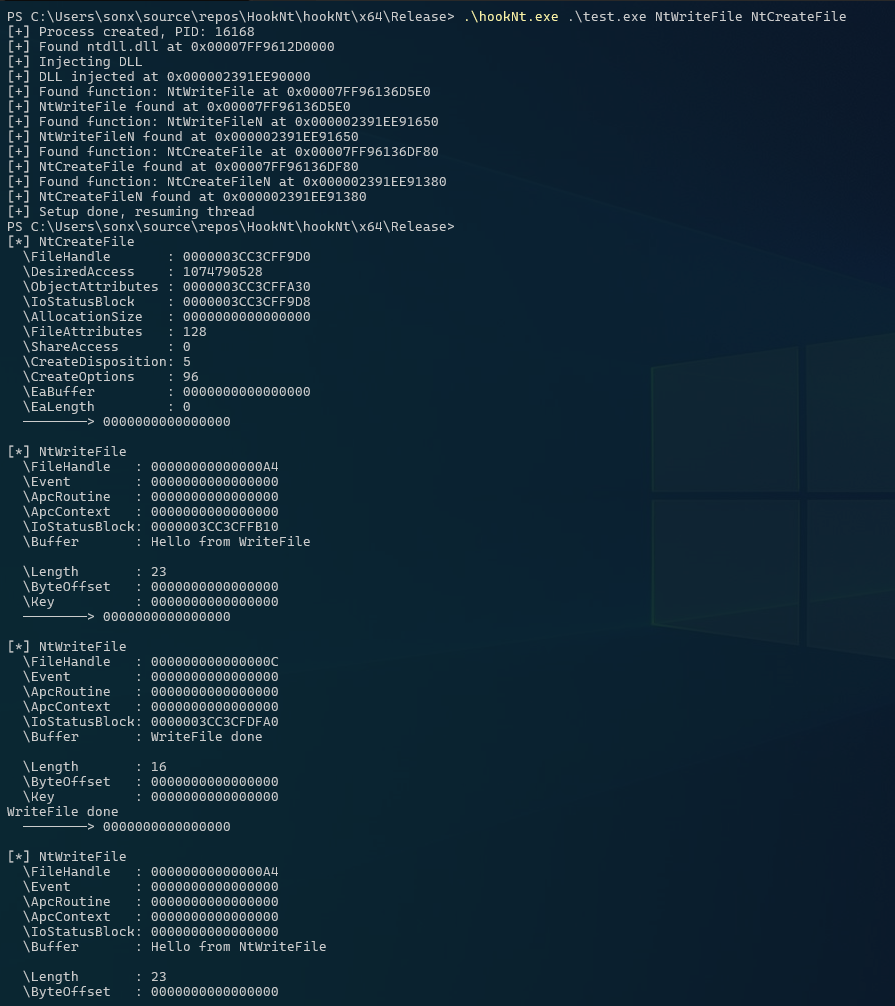 PS C:\Users\sonx\source\repos\HookNt\hookNt\x64\Release> .\hookNt.exe .\test.exe NtWriteFile NtCreateFile
[+] Process created, PID: 16168
[+] Found ntdll.dll at 0x00007FF9612D0000
[+] Injecting DLL
[+] DLL injected at 0x000002391EE90000
[+] Found function: NtWriteFile at 0x00007FF96136D5E0
[+] NtWriteFile found at 0x00007FF96136D5E0
[+] Found function: NtWriteFileN at 0x000002391EE91650
[+] NtWriteFileN found at 0x000002391EE91650
[+] Found function: NtCreateFile at 0x00007FF96136DF80
[+] NtCreateFile found at 0x00007FF96136DF80
[+] Found function: NtCreateFileN at 0x000002391EE91380
[+] NtCreateFileN found at 0x000002391EE91380
[+] Setup done, resuming thread
PS C:\Users\sonx\source\repos\HookNt\hookNt\x64\Release>
[*] NtCreateFile
  \FileHandle       : 0000003CC3CFF9D0
  \DesiredAccess    : 1074790528
  \ObjectAttributes : 0000003CC3CFFA30
  \IoStatusBlock    : 0000003CC3CFF9D8
  \AllocationSize   : 0000000000000000
  \FileAttributes   : 128
  \ShareAccess      : 0
  \CreateDisposition: 5
  \CreateOptions    : 96
  \EaBuffer         : 0000000000000000
  \EaLength         : 0
  ────────> 0000000000000000
[*] NtWriteFile
  \FileHandle   : 00000000000000A4
  \Event        : 0000000000000000
  \ApcRoutine   : 0000000000000000
  \ApcContext   : 0000000000000000
  \IoStatusBlock: 0000003CC3CFFB10
  \Buffer       : Hello from WriteFile
  \Length       : 23
  \ByteOffset   : 0000000000000000
  \Key          : 0000000000000000
  ────────> 0000000000000000
[*] NtWriteFile
  \FileHandle   : 000000000000000C
  \Event        : 0000000000000000
  \ApcRoutine   : 0000000000000000
  \ApcContext   : 0000000000000000
  \IoStatusBlock: 0000003CC3CFDFA0
  \Buffer       : WriteFile done
  \Length       : 16
  \ByteOffset   : 0000000000000000
  \Key          : 0000000000000000
WriteFile done
  ────────> 0000000000000000
[*] NtWriteFile
  \FileHandle   : 00000000000000A4
  \Event        : 0000000000000000
  \ApcRoutine   : 0000000000000000
  \ApcContext   : 0000000000000000
  \IoStatusBlock: 0000000000000000
  \Buffer       : Hello from NtWriteFile
  \Length       : 23
  \ByteOffset   : 0000000000000000